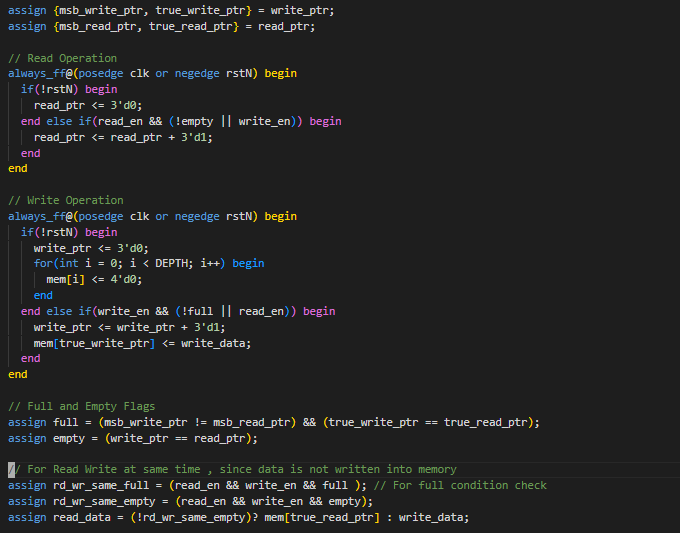 assign {msb_write_ptr, true_write_ptr} = write_ptr;
assign {msb_read_ptr, true_read_ptr} = read_ptr;

// Read Operation
always_ff@(posedge clk or negedge rstN) begin
  if(!rstN) begin
    read_ptr <= 3'd0;
  end else if(read_en && (!empty || write_en)) begin
    read_ptr <= read_ptr + 3'd1;
  end
end

// Write Operation
always_ff@(posedge clk or negedge rstN) begin
  if(!rstN) begin
    write_ptr <= 3'd0;
    for(int i = 0; i < DEPTH; i++) begin
      mem[i] <= 4'd0;
    end
  end else if(write_en && (!full || read_en)) begin
    write_ptr <= write_ptr + 3'd1;
    mem[true_write_ptr] <= write_data;
  end
end

// Full and Empty Flags
assign full = (msb_write_ptr != msb_read_ptr) && (true_write_ptr == true_read_ptr);
assign empty = (write_ptr == read_ptr);

// For Read Write at same time , since data is not written into memory
assign rd_wr_same_full = (read_en && write_en && full ); // For full condition check
assign rd_wr_same_empty = (read_en && write_en && empty);
assign read_data = (!rd_wr_same_empty)? mem[true_read_ptr] : write_data;